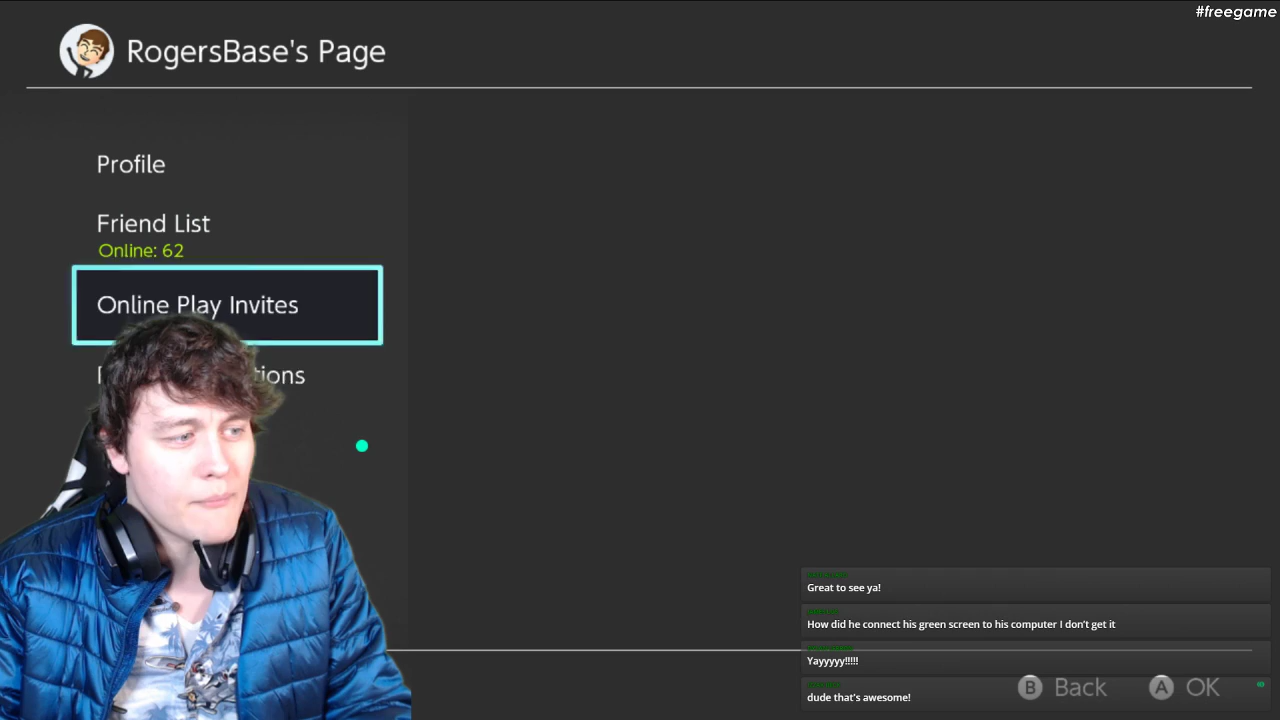 #freegame
RogersBase's Page
Profile
Friend List
Online: 62
Online Play Invites
tions
Great to see ya!
How did he connect his green screen to his computer I don't get it
Yayyyyy!!!!!
dude that's awesome!
B Back
A OK